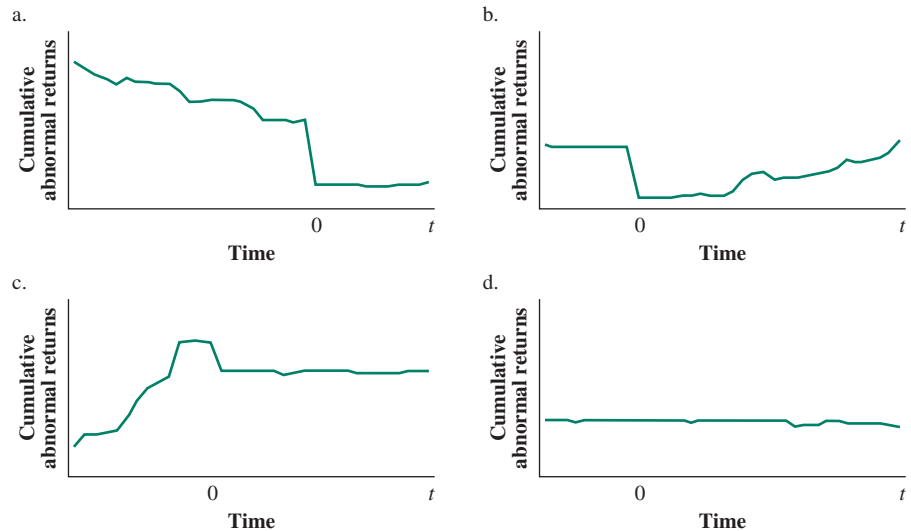 a.
Cumulative
abnormal returns
0
t
Time
b.
Cumulative
abnormal returns
0
t
Time
c.
Cumulative
abnormal returns
0
t
Time
d.
Cumulative
abnormal returns
0
t
Time